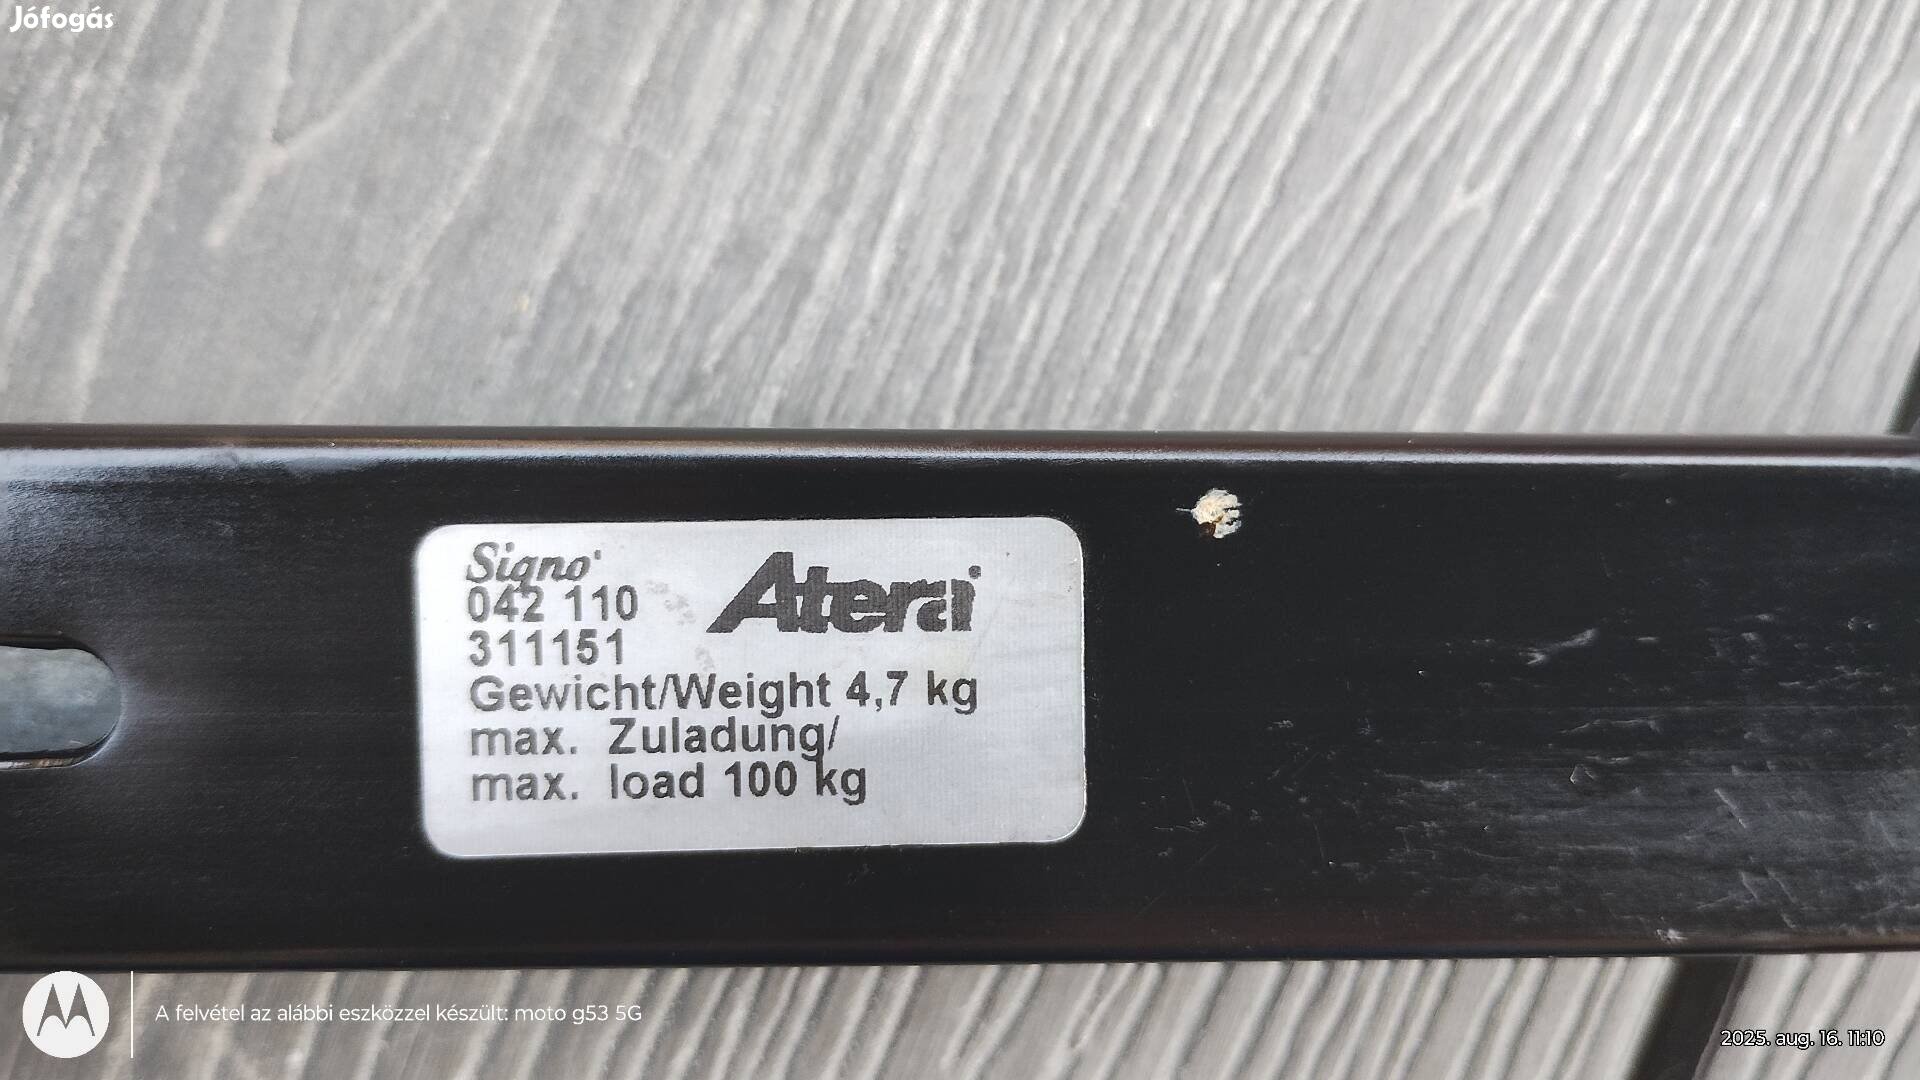 Jófogás
Signo
042 110
311151
Atera
Gewicht/Weight 4,7 kg
max. Zuladung/
max. load 100 kg
A felvétel az alábbi eszközzel készült: moto g53 5G
2025. aug. 16. 11:10